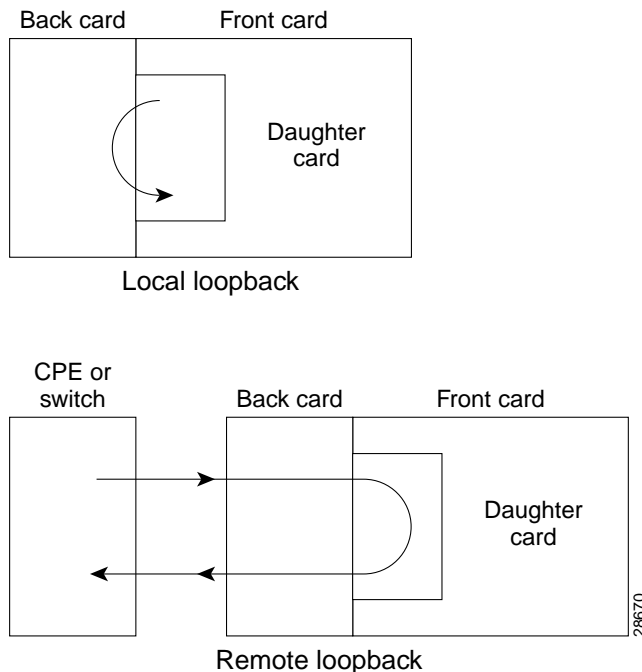 Back card
Front card
Daughter
card
Local loopback
CPE or
switch
Back card
Front card
Daughter
card
28670
Remote loopback